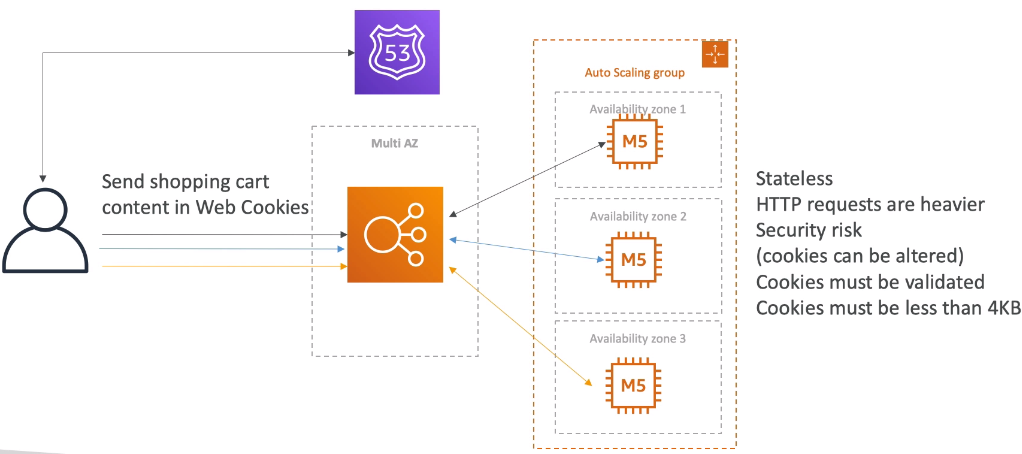 53
Auto Scaling group
Availability zone 1
M5
Multi AZ
Send shopping cart
content in Web Cookies
Availability zone 2
M5
Availability zone 3
M5
Stateless
HTTP requests are heavier
Security risk
(cookies can be altered)
Cookies must be validated
Cookies must be less than 4KB